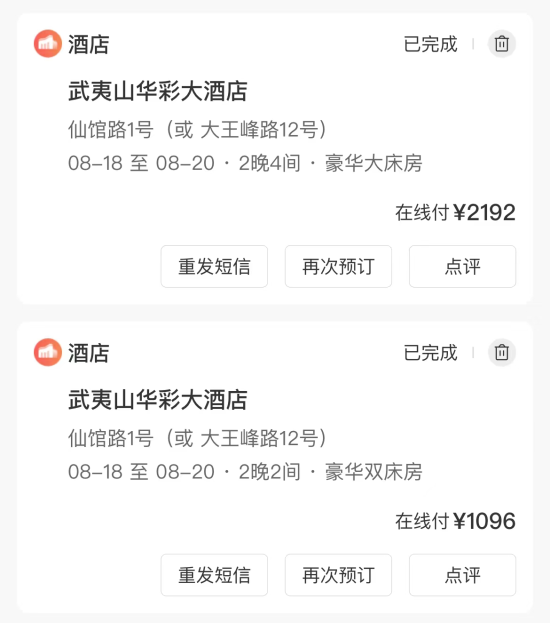 酒店 已完成
武夷山华彩大酒店
仙馆路1号（或 大王峰路12号）
08-18 至 08-20 · 2晚4间 · 豪华大床房
在线付 ¥2192
重发短信 再次预订 点评
酒店 已完成
武夷山华彩大酒店
仙馆路1号（或 大王峰路12号）
08-18 至 08-20 · 2晚2间 · 豪华双床房
在线付 ¥1096
重发短信 再次预订 点评